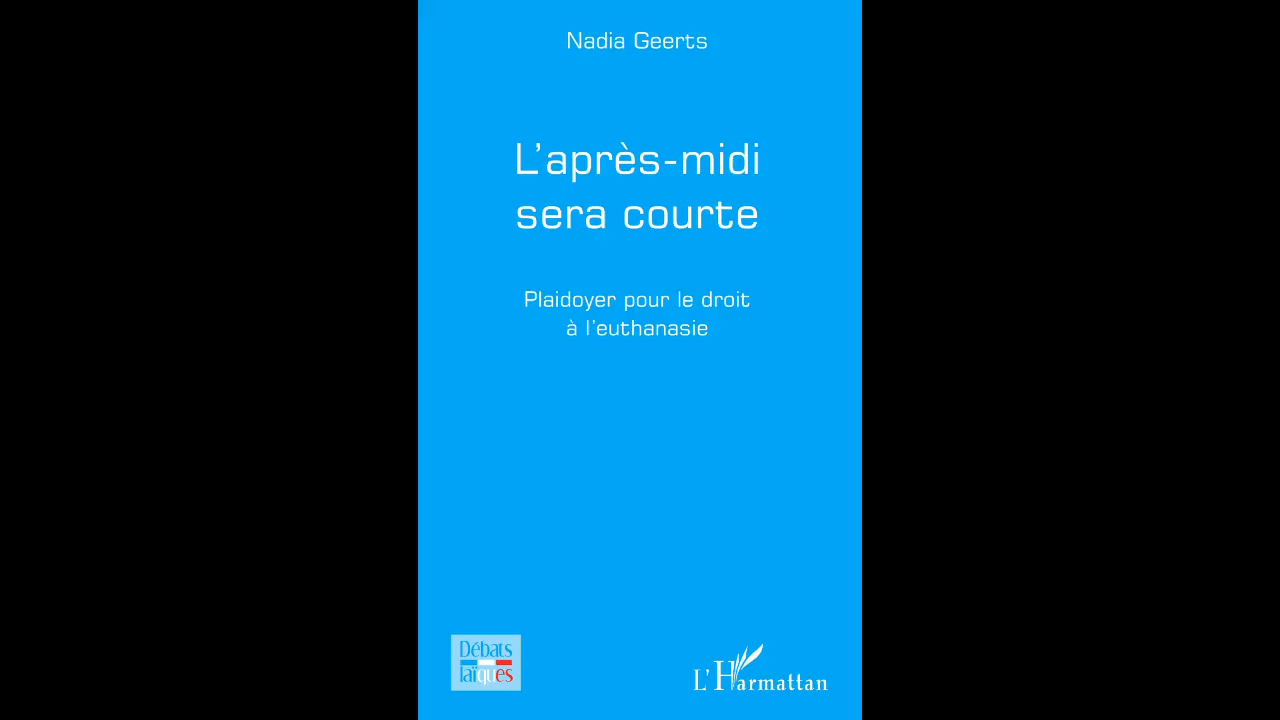 Nadia Geerts
L'après-midi
sera courte
Plaidoyer pour le droit
à l'euthanasie
Débats
laïques
L'Harmattan